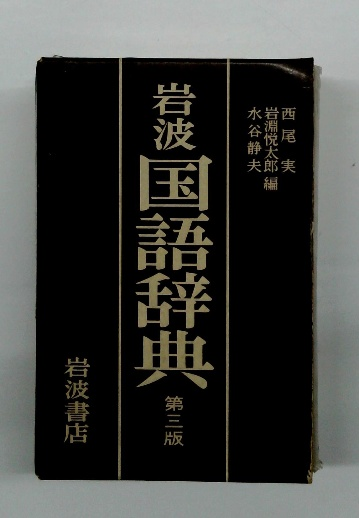 西尾実
岩淵悦太郎 編
水谷静夫
岩波
国語辞典
第三版
岩波書店